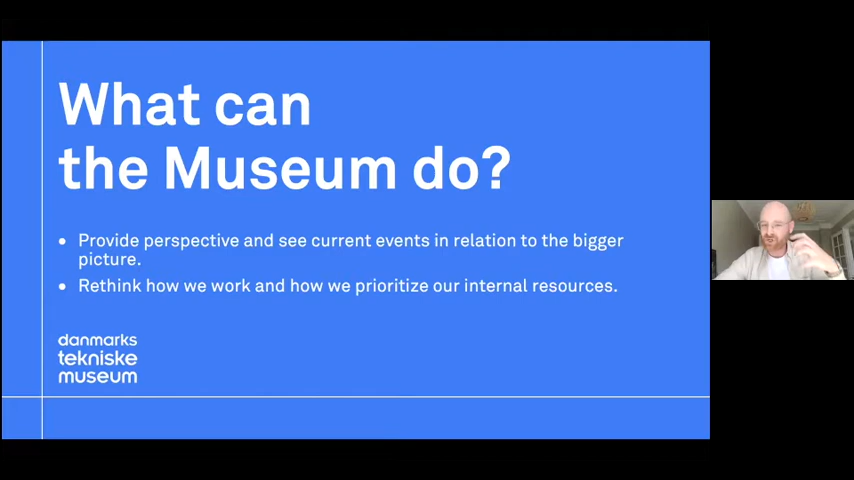 What can
the Museum do?
• Provide perspective and see current events in relation to the bigger
picture.
• Rethink how we work and how we prioritize our internal resources.
danmarks
tekniske
museum